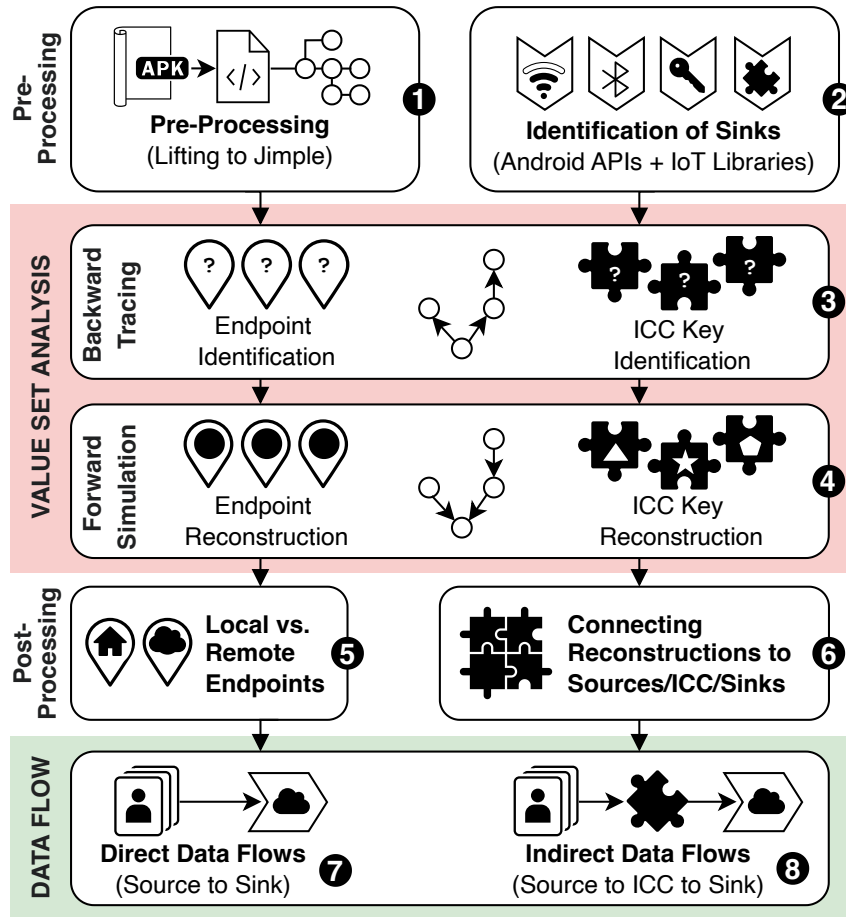 Pre-
Processing
APK
</>
1
Pre-Processing
(Lifting to Jimple)
2
Identification of Sinks
(Android APIs + IoT Libraries)
VALUE SET ANALYSIS
Backward
Tracing
? ? ?
Endpoint
Identification
? ? ?
ICC Key
Identification
3
Forward
Simulation
Endpoint
Reconstruction
ICC Key
Reconstruction
4
Post-
Processing
Local vs.
Remote
Endpoints
5
Connecting
Reconstructions to
Sources/ICC/Sinks
6
DATA FLOW
Direct Data Flows
(Source to Sink)
7
Indirect Data Flows
(Source to ICC to Sink)
8